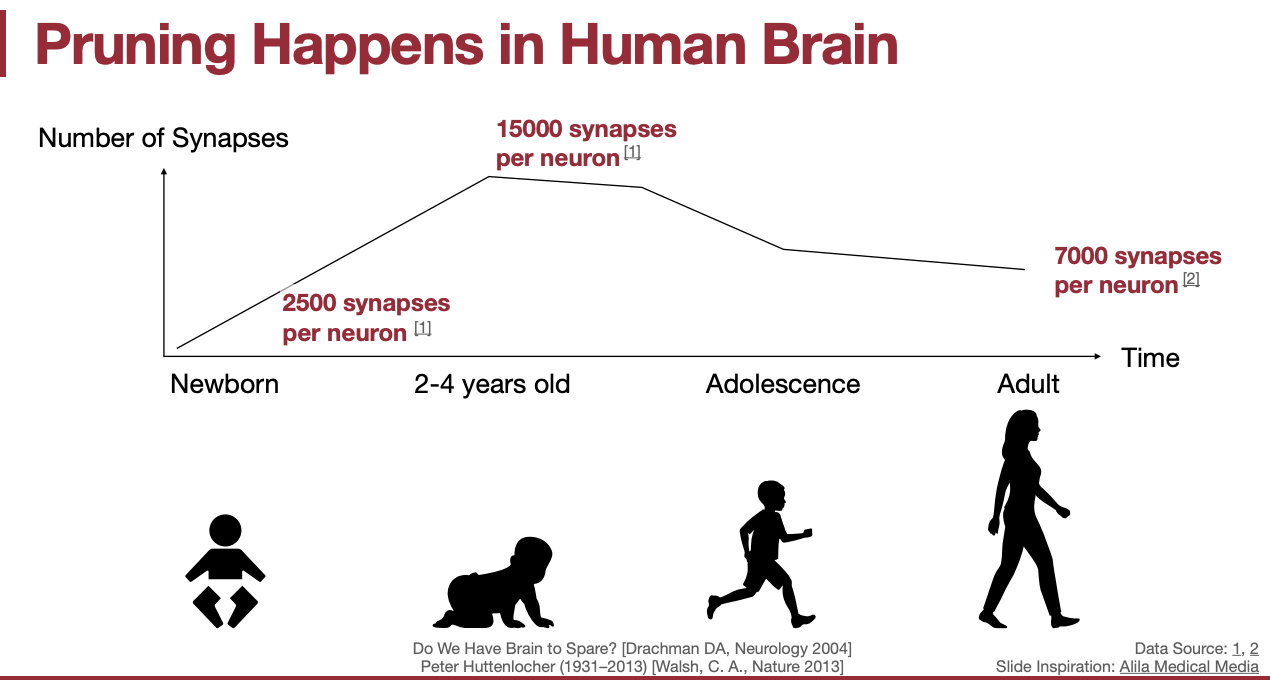 Pruning Happens in Human Brain
Number of Synapses
15000 synapses
per neuron [1]
2500 synapses
per neuron [1]
7000 synapses
per neuron [2]
Time
Newborn
2-4 years old
Adolescence
Adult
Do We Have Brain to Spare? [Drachman DA, Neurology 2004]
Peter Huttenlocher (1931–2013) [Walsh, C. A., Nature 2013]
Data Source: 1, 2
Slide Inspiration: Alila Medical Media